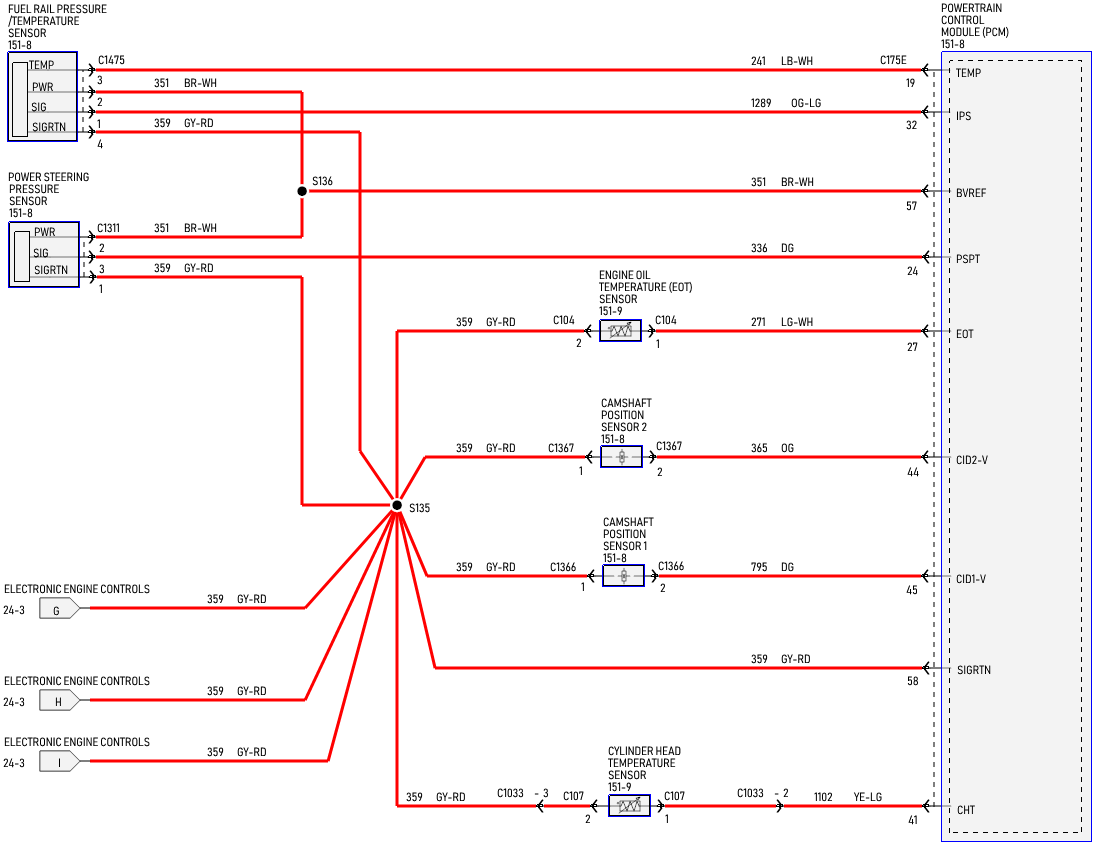 FUEL RAIL PRESSURE
/TEMPERATURE
SENSOR
151-8
TEMP
PWR
SIG
SIGRTN
C1475
3
2
1
4
351 BR-WH
359 GY-RD
241 LB-WH
C175E
19
1289 OG-LG
32
POWERTRAIN
CONTROL
MODULE (PCM)
151-8
TEMP
IPS
BVREF
PSPT
EOT
CID2-V
CID1-V
SIGRTN
CHT
POWER STEERING
PRESSURE
SENSOR
151-8
PWR
SIG
SIGRTN
C1311
2
3
1
351 BR-WH
359 GY-RD
S136
351 BR-WH
57
336 DG
24
ENGINE OIL
TEMPERATURE (EOT)
SENSOR
151-9
359 GY-RD
C104
2
C104
1
271 LG-WH
27
CAMSHAFT
POSITION
SENSOR 2
151-8
359 GY-RD
C1367
1
C1367
2
365 OG
44
S135
CAMSHAFT
POSITION
SENSOR 1
151-8
359 GY-RD
C1366
1
C1366
2
795 DG
45
ELECTRONIC ENGINE CONTROLS
24-3
G
359 GY-RD
359 GY-RD
58
ELECTRONIC ENGINE CONTROLS
24-3
H
359 GY-RD
ELECTRONIC ENGINE CONTROLS
24-3
I
359 GY-RD
CYLINDER HEAD
TEMPERATURE
SENSOR
151-9
359 GY-RD
C1033 - 3
C107
2
C107
1
C1033 - 2
1102 YE-LG
41